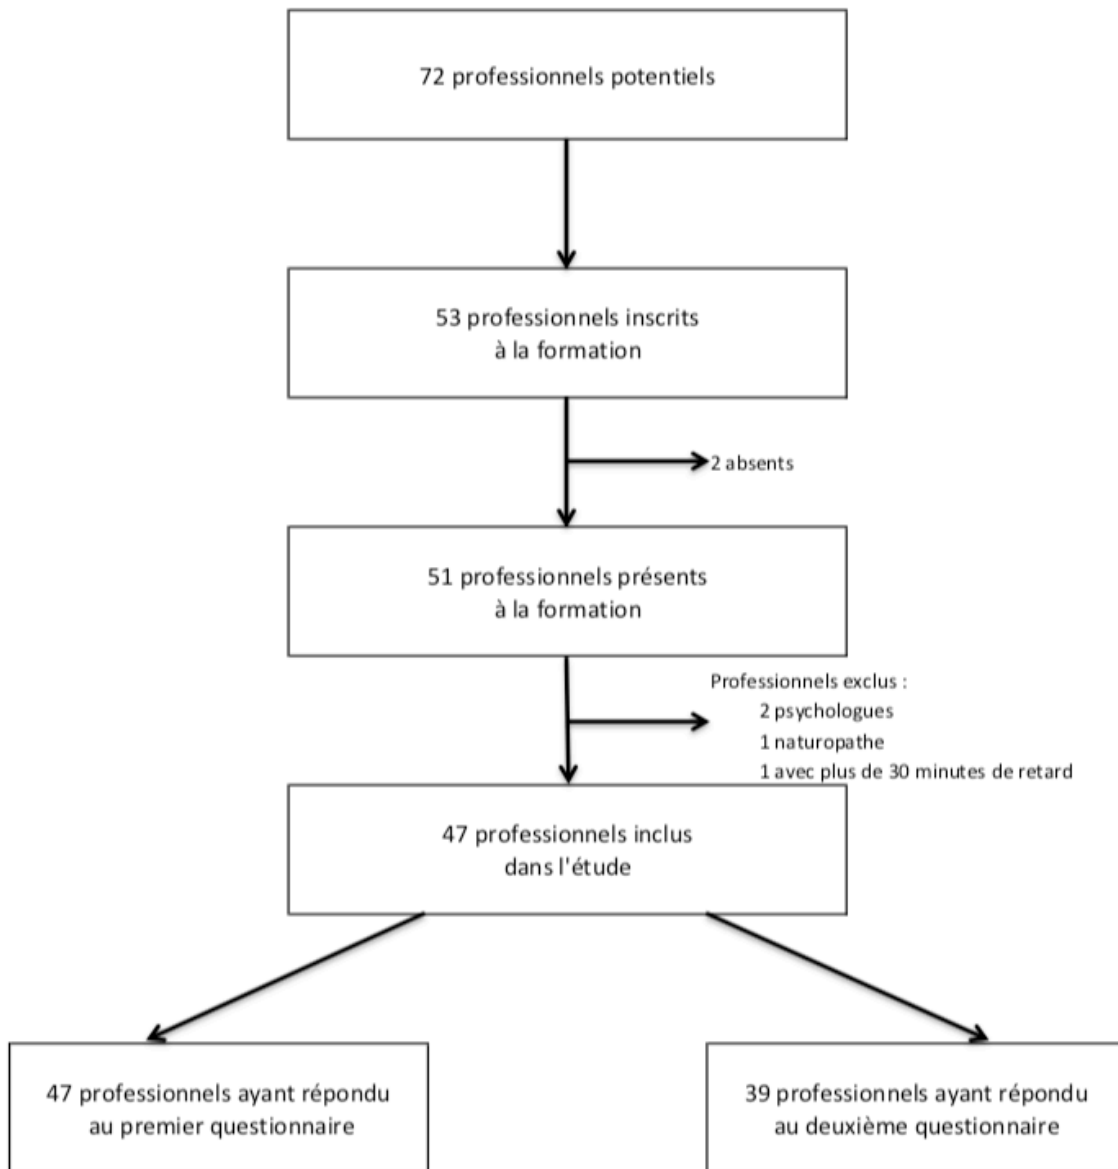 72 professionnels potentiels
53 professionnels inscrits
à la formation
2 absents
51 professionnels présents
à la formation
Professionnels exclus :
2 psychologues
1 naturopathe
1 avec plus de 30 minutes de retard
47 professionnels inclus
dans l'étude
47 professionnels ayant répondu
au premier questionnaire
39 professionnels ayant répondu
au deuxième questionnaire